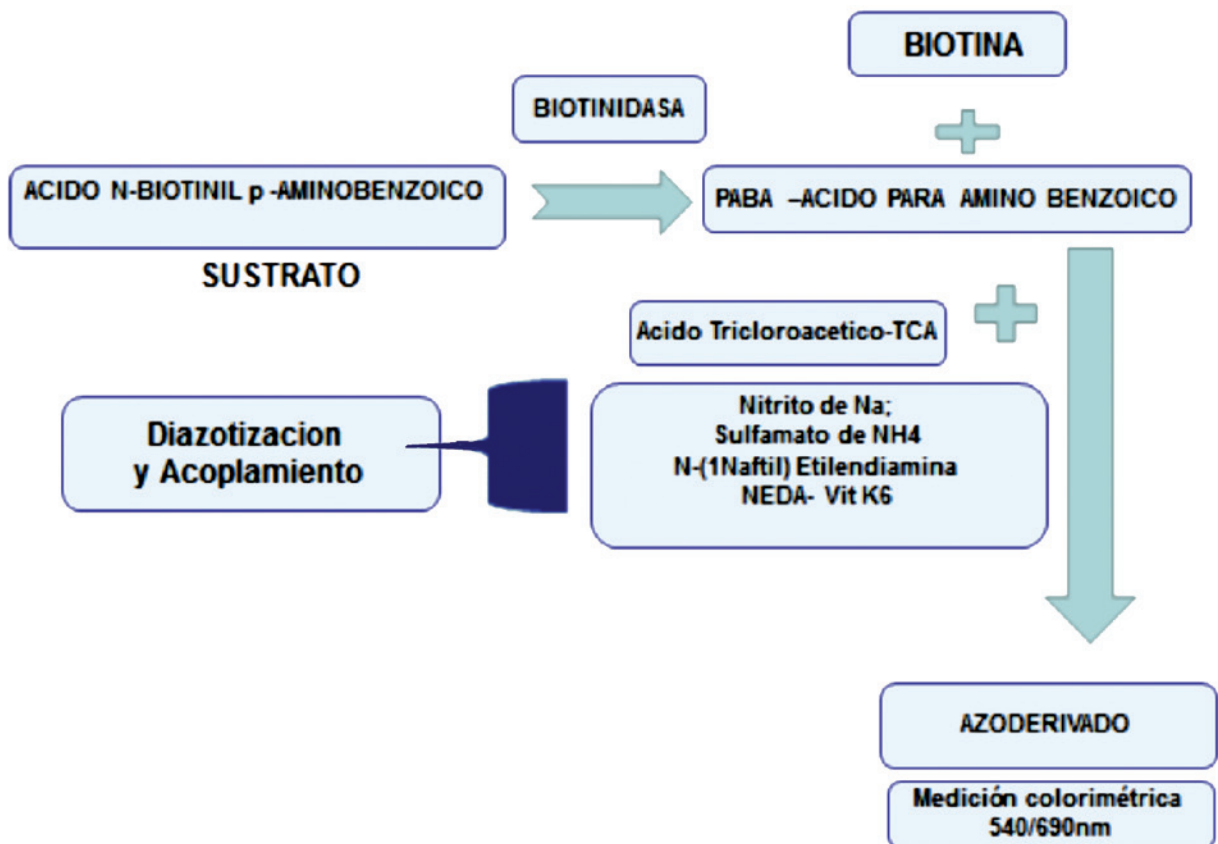 BIOTINA
BIOTINIDASA
ACIDO N-BIOTINIL p -AMINOBENZOICO
PABA –ACIDO PARA AMINO BENZOICO
SUSTRATO
Acido Tricloroacetico-TCA
Diazotizacion
y Acoplamiento
Nitrito de Na;
Sulfamato de NH4
N-(1Naftil) Etilendiamina
NEDA- Vit K6
AZODERIVADO
Medición colorimétrica
540/690nm